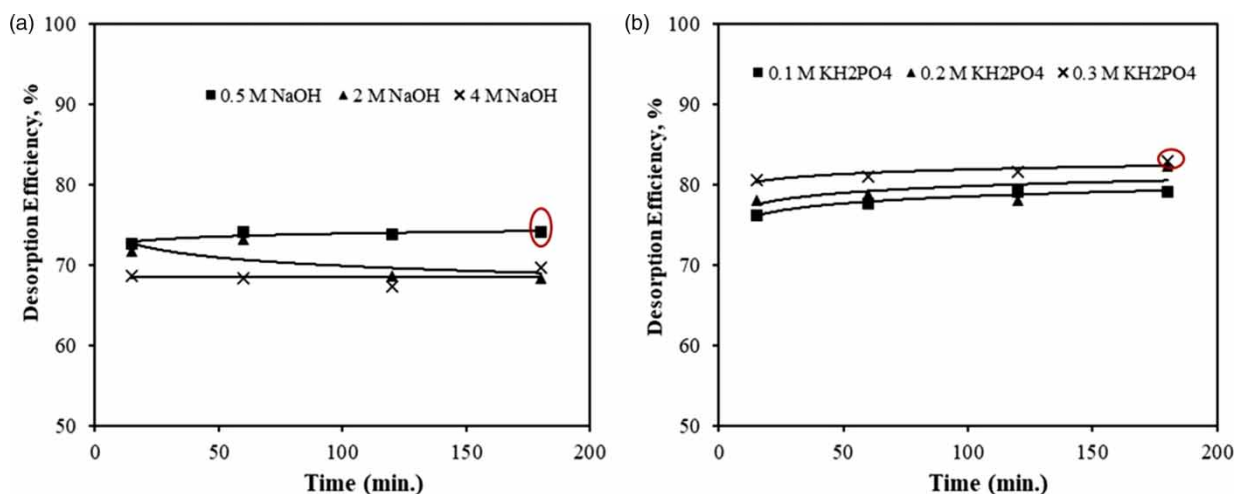 (a)
100
90
80
70
60
50
0
50
100
150
200
Desorption Efficiency, %
Time (min.)
0.5 M NaOH 2 M NaOH 4 M NaOH
(b)
100
90
80
70
60
50
0
50
100
150
200
Desorption Efficiency, %
Time (min.)
0.1 M KH2PO4 0.2 M KH2PO4 0.3 M KH2PO4